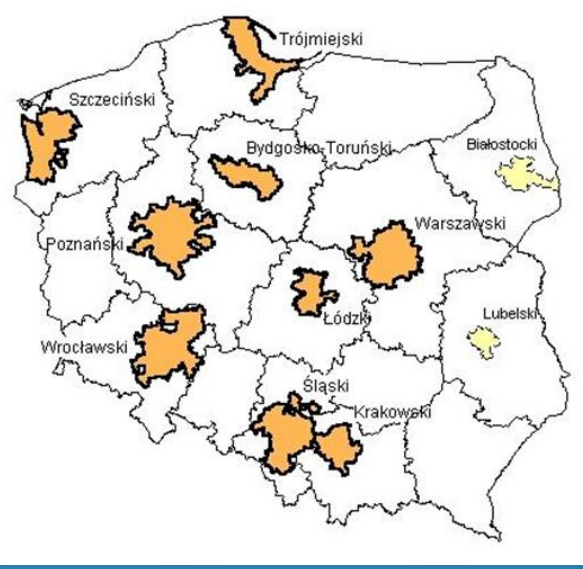 Trójmiejski
Szczeciński
Bydgosko-Toruński
Białostocki
Warszawski
Poznański
Łódzki
Lubelski
Wrocławski
Śląski
Krakowski